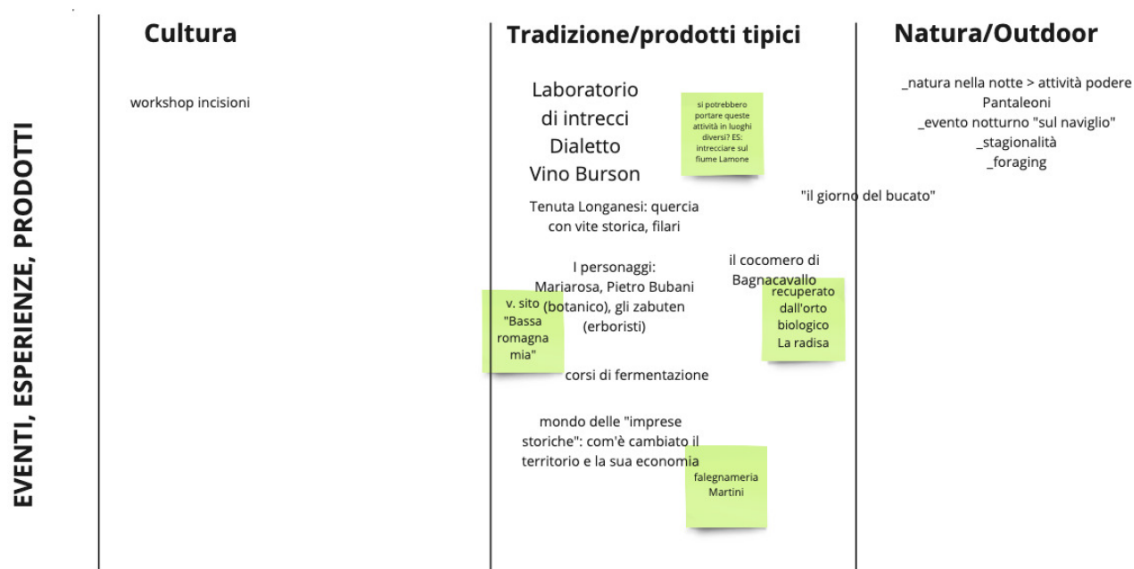 Cultura
Tradizione/prodotti tipici
Natura/Outdoor
EVENTI, ESPERIENZE, PRODOTTI
workshop incisioni
Laboratorio
di intrecci
Dialetto
Vino Burson
si potrebbero
portare queste
attività in luoghi
diversi? ES:
intrecciare sul
fiume Lamone
Tenuta Longanesi: quercia
con vite storica, filari
I personaggi:
Mariarosa, Pietro Bubani
(botanico), gli zabuten
(erboristi)
v. sito
"Bassa
romagna
mia"
il cocomero di
Bagnacavallo
recuperato
dall'orto
biologico
La radisa
corsi di fermentazione
mondo delle "imprese
storiche": com'è cambiato il
territorio e la sua economia
falegnameria
Martini
_natura nella notte > attività podere
Pantaleoni
_evento notturno "sul naviglio"
_stagionalità
_foraging
"il giorno del bucato"